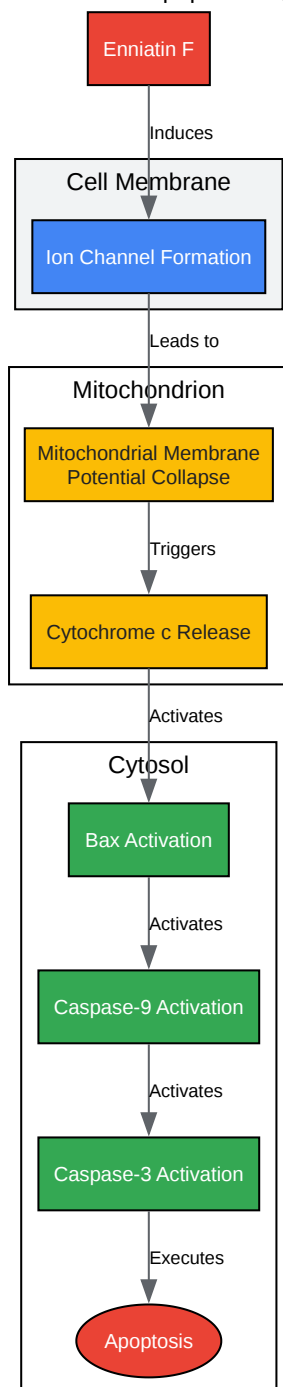 Enniatin F
Induces
Cell Membrane
Ion Channel Formation
Leads to
Mitochondrion
Mitochondrial Membrane
Potential Collapse
Triggers
Cytochrome c Release
Activates
Cytosol
Bax Activation
Activates
Caspase-9 Activation
Activates
Caspase-3 Activation
Executes
Apoptosis